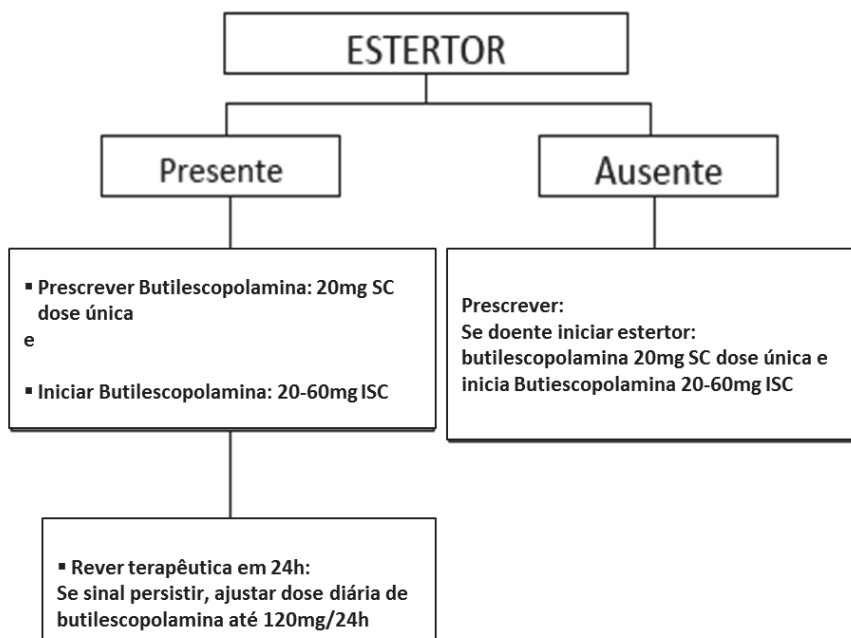 ESTERTOR
Presente
Ausente
▪ Prescrever Butilescopolamina: 20mg SC
dose única
e
▪ Iniciar Butilescopolamina: 20-60mg ISC
Prescrever:
Se doente iniciar estertor:
butilescopolamina 20mg SC dose única e
inicia Butiescopolamina 20-60mg ISC
▪ Rever terapêutica em 24h:
Se sinal persistir, ajustar dose diária de
butilescopolamina até 120mg/24h